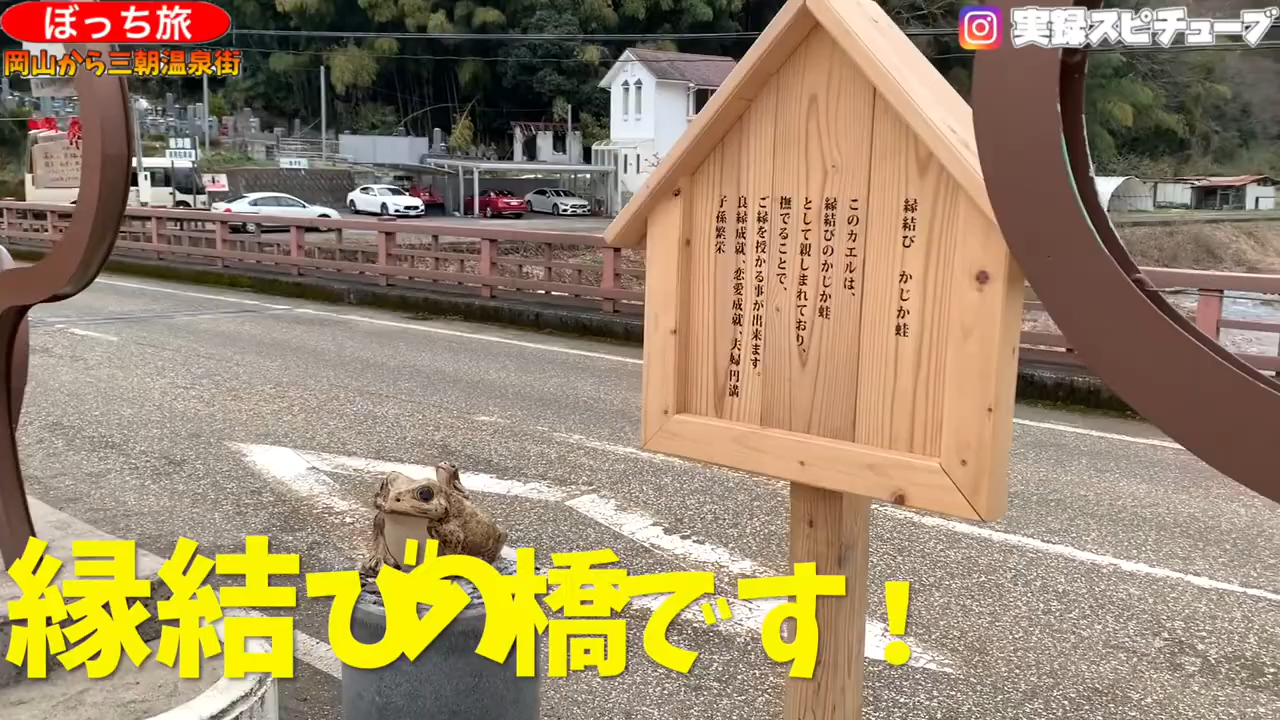 ぼっち旅
岡山から三朝温泉街
実録スピチューブ
縁結び　かじか蛙
このカエルは、
縁結びのかじか蛙
として親しまれており、
撫でることで、
ご縁を授かる事が出来ます。
良縁成就、恋愛成就、夫婦円満
子孫繁栄
縁結びの橋です！